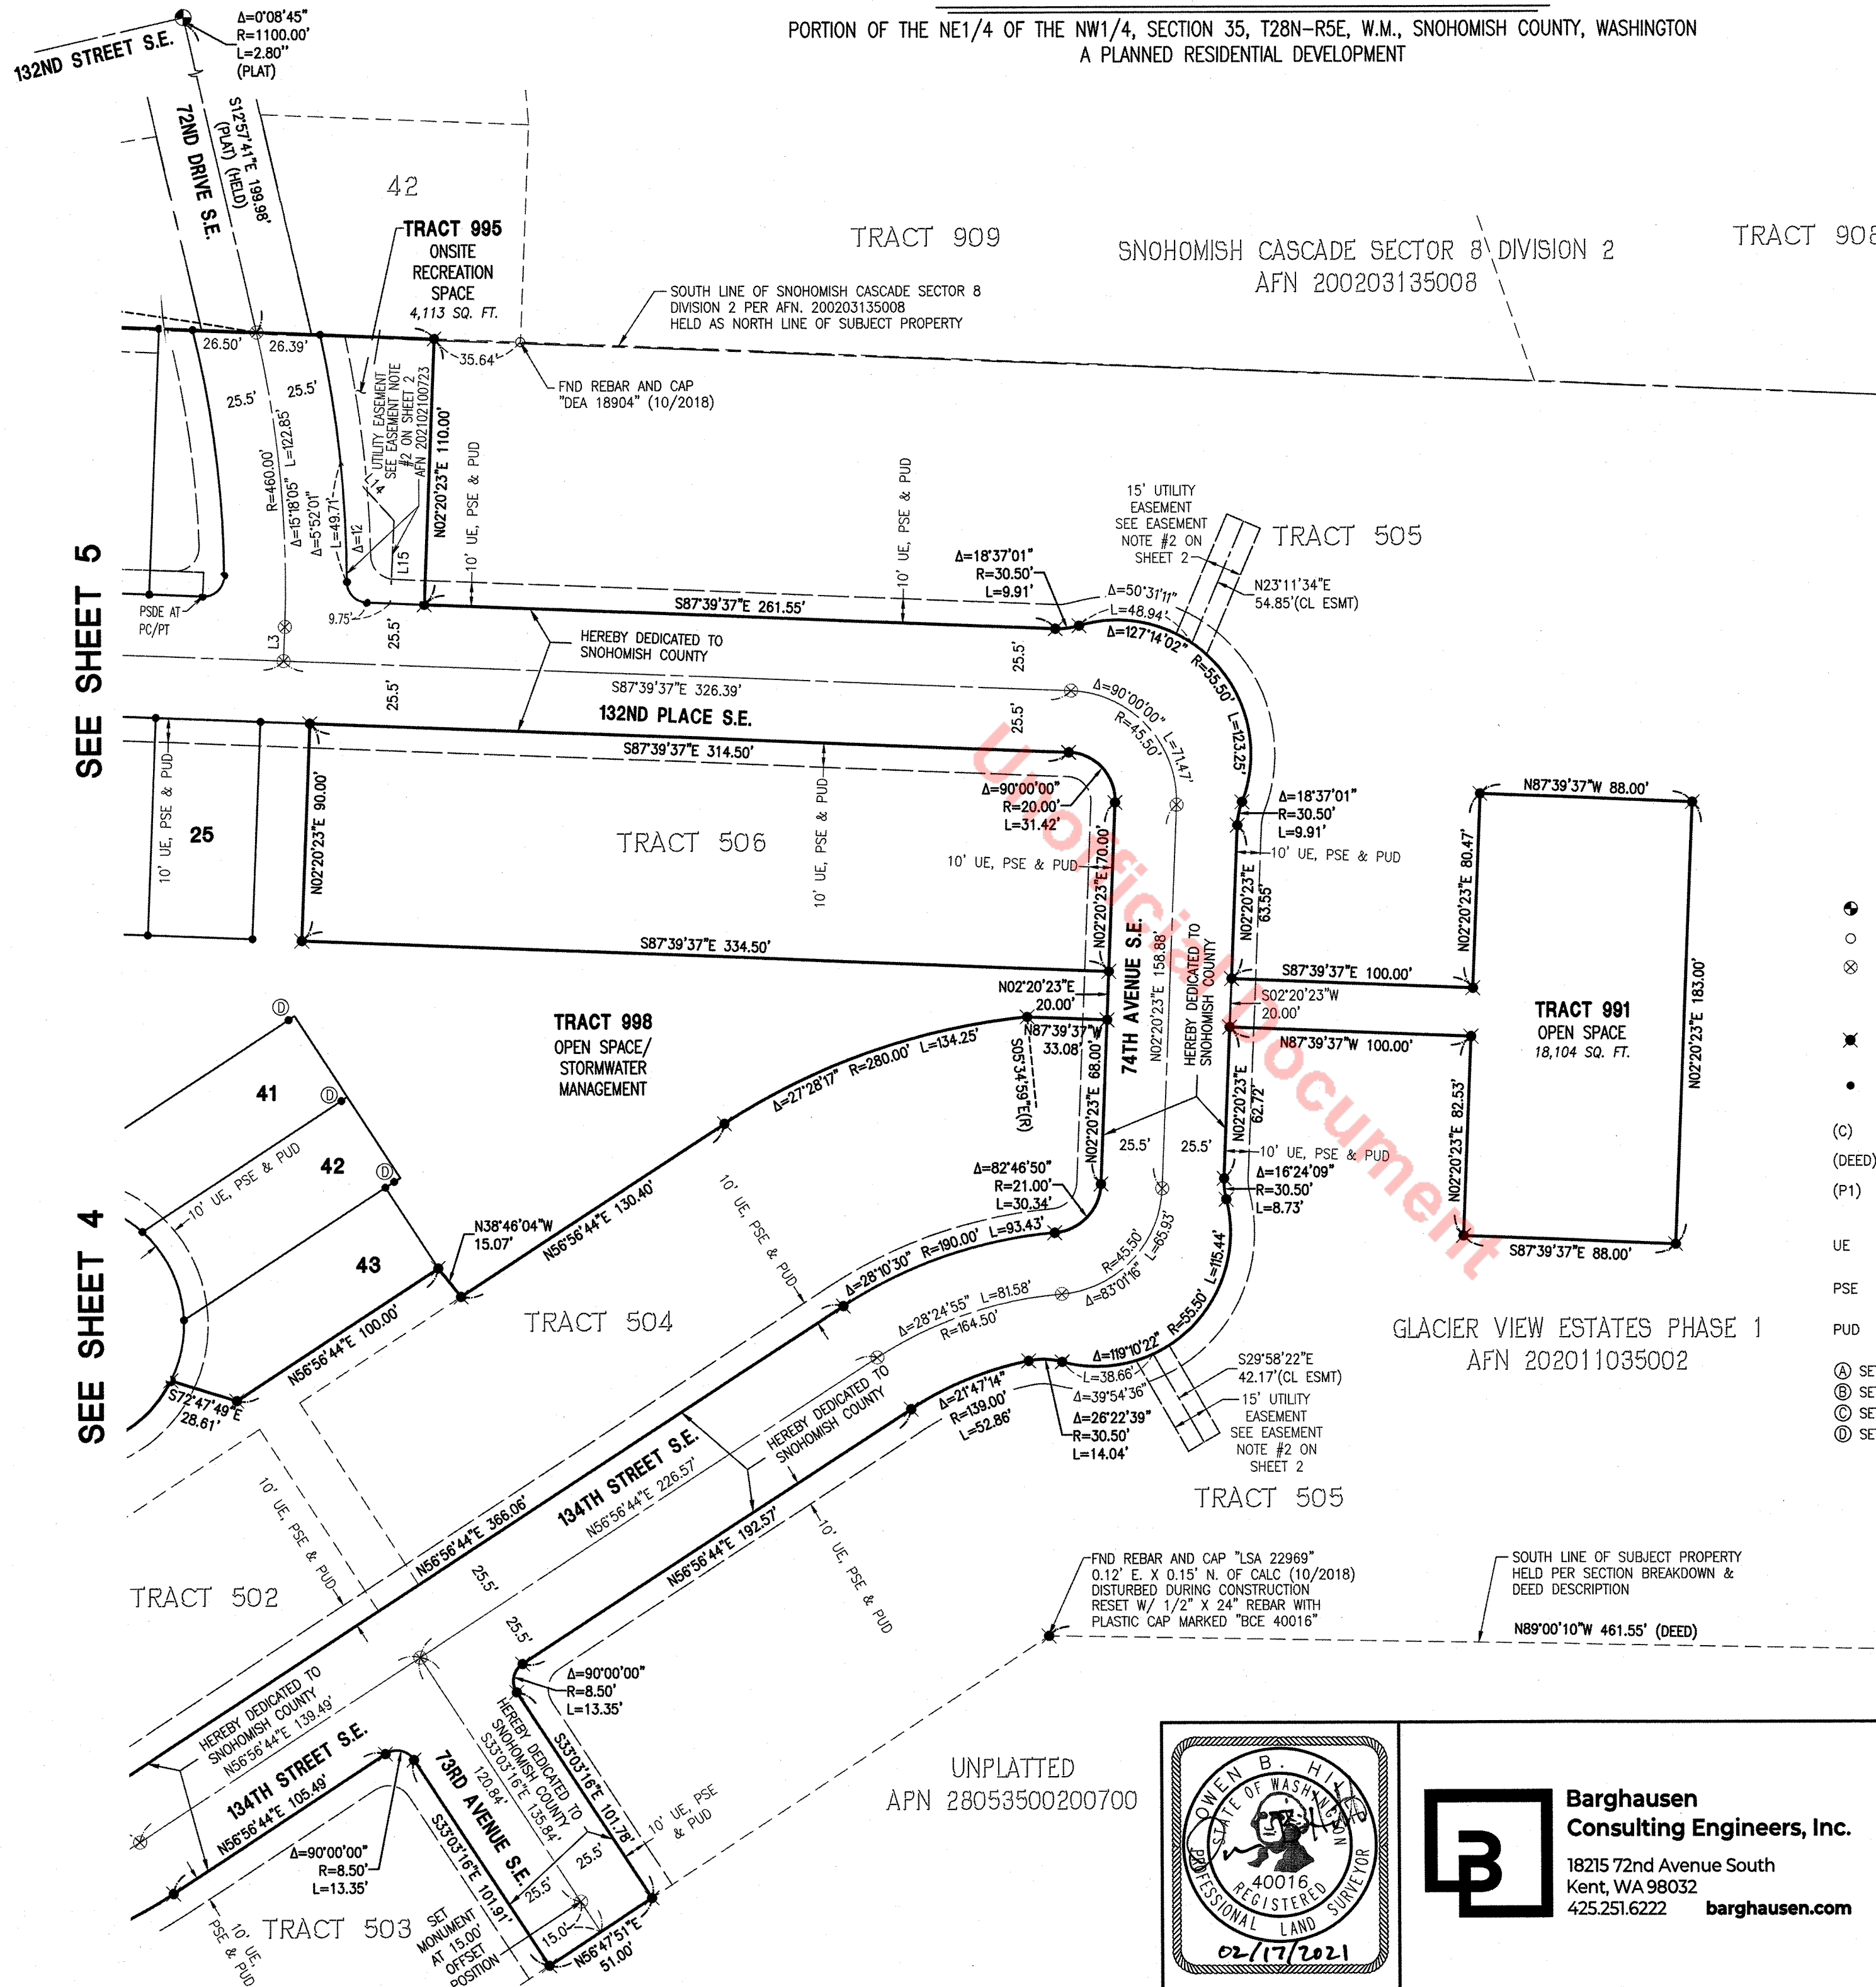 PORTION OF THE NE1/4 OF THE NW1/4, SECTION 35, T28N-R5E, W.M., SNOHOMISH COUNTY, WASHINGTON
A PLANNED RESIDENTIAL DEVELOPMENT
132ND STREET S.E.
Δ=0°08'45"
R=1100.00'
L=2.80''
(PLAT)
72ND DRIVE S.E.
S12°57'41"E 199.98'
(PLAT) (HELD)
42
TRACT 995
ONSITE
RECREATION
SPACE
4,113 SQ. FT.
TRACT 909
SNOHOMISH CASCADE SECTOR 8 DIVISION 2
AFN 200203135008
TRACT 908
SOUTH LINE OF SNOHOMISH CASCADE SECTOR 8
DIVISION 2 PER AFN. 200203135008
HELD AS NORTH LINE OF SUBJECT PROPERTY
26.50'
26.39'
35.64'
FND REBAR AND CAP
"DEA 18904" (10/2018)
25.5'
25.5'
R=460.00'
Δ=15°18'05" L=122.85'
Δ=5°52'01"
L=49.71'
Δ=12
UTILITY EASEMENT
SEE EASEMENT NOTE
#2 ON SHEET 2
AFN 202102100723
L14
L15
N02°20'23"E 110.00'
10' UE, PSE & PUD
10' UE, PSE & PUD
15' UTILITY
EASEMENT
SEE EASEMENT
NOTE #2 ON
SHEET 2
TRACT 505
N23°11'34"E
54.85'(CL ESMT)
Δ=18°37'01"
R=30.50'
L=9.91'
Δ=50°31'11"
L=48.94'
Δ=127°14'02" R=55.50' L=123.25'
SEE SHEET 5
PSDE AT
PC/PT
L3
9.75'
25.5'
25.5'
S87°39'37"E 261.55'
HEREBY DEDICATED TO
SNOHOMISH COUNTY
25.5'
25.5'
S87°39'37"E 326.39'
132ND PLACE S.E.
Δ=90°00'00"
R=45.50' L=71.47'
S87°39'37"E 314.50'
10' UE, PSE & PUD
25
N02°20'23"E 90.00'
TRACT 506
10' UE, PSE & PUD
Δ=90°00'00"
R=20.00'
L=31.42'
10' UE, PSE & PUD
N02°20'23"E 70.00'
Δ=18°37'01"
R=30.50'
L=9.91'
10' UE, PSE & PUD
N02°20'23"E
63.55'
N87°39'37"W 88.00'
N02°20'23"E 80.47'
S87°39'37"E 334.50'
74TH AVENUE S.E.
N02°20'23"E 158.88'
HEREBY DEDICATED TO
SNOHOMISH COUNTY
S87°39'37"E 100.00'
S02°20'23"W
20.00'
N87°39'37"W 100.00'
TRACT 991
OPEN SPACE
18,104 SQ. FT.
N02°20'23"E 183.00'
N02°20'23"E
20.00'
N87°39'37"W
33.08'
S05°34'59"E(R)
N02°20'23"E 68.00'
TRACT 998
OPEN SPACE/
STORMWATER
MANAGEMENT
D
D
D
41
42
43
10' UE, PSE & PUD
Δ=27°28'17" R=280.00' L=134.25'
N02°20'23"E
62.72'
N02°20'23"E 82.53'
25.5'
25.5'
10' UE, PSE & PUD
Δ=16°24'09"
R=30.50'
L=8.73'
S87°39'37"E 88.00'
Δ=82°46'50"
R=21.00'
L=30.34'
(C)
(DEED)
(P1)
UE
PSE
PUD
A SE
B SE
C SE
D SE
SEE SHEET 4
N38°46'04"W
15.07'
N56°56'44"E 130.40'
10' UE, PSE & PUD
Δ=28°10'30" R=190.00' L=93.43'
R=45.50' L=65.93'
Δ=83°01'16"
R=55.50' L=115.44'
Δ=119°10'22"
TRACT 504
N56°56'44"E 100.00'
S72°47'49"E
28.61'
Δ=28°24'55" L=81.58'
R=164.50'
GLACIER VIEW ESTATES PHASE 1
AFN 202011035002
S29°58'22"E
42.17'(CL ESMT)
L=38.66'
Δ=39°54'36"
15' UTILITY
EASEMENT
SEE EASEMENT
NOTE #2 ON
SHEET 2
Δ=21°47'14"
R=139.00'
L=52.86'
Δ=26°22'39"
R=30.50'
L=14.04'
TRACT 505
HEREBY DEDICATED TO
SNOHOMISH COUNTY
134TH STREET S.E.
N56°56'44"E 226.57'
N56°56'44"E 366.06'
N56°56'44"E 192.57'
10' UE, PSE & PUD
10' UE, PSE & PUD
TRACT 502
25.5'
25.5'
FND REBAR AND CAP "LSA 22969"
0.12' E. X 0.15' N. OF CALC (10/2018)
DISTURBED DURING CONSTRUCTION
RESET W/ 1/2" X 24" REBAR WITH
PLASTIC CAP MARKED "BCE 40016"
SOUTH LINE OF SUBJECT PROPERTY
HELD PER SECTION BREAKDOWN &
DEED DESCRIPTION
N89°00'10"W 461.55' (DEED)
HEREBY DEDICATED TO
SNOHOMISH COUNTY
N56°56'44"E 139.49'
134TH STREET S.E.
N56°56'44"E 105.49'
Δ=90°00'00"
R=8.50'
L=13.35'
Δ=90°00'00"
R=8.50'
L=13.35'
73RD AVENUE S.E.
HEREBY DEDICATED TO
SNOHOMISH COUNTY
S33°03'16"E 135.84'
120.84'
S33°03'16"E 101.78'
S33°03'16"E 101.91'
25.5'
25.5'
10' UE, PSE
& PUD
UNPLATTED
APN 28053500200700
10' UE,
PSE & PUD
TRACT 503
SET
MONUMENT
AT 15.00'
OFFSET
POSITION
15.0'
N56°47'51"E
51.00'
Unofficial Document
OWEN B. HILLE
STATE OF WASHINGTON
40016
REGISTERED
PROFESSIONAL LAND SURVEYOR
02/17/2021
B
Barghausen
Consulting Engineers, Inc.
18215 72nd Avenue South
Kent, WA 98032
425.251.6222 barghausen.com